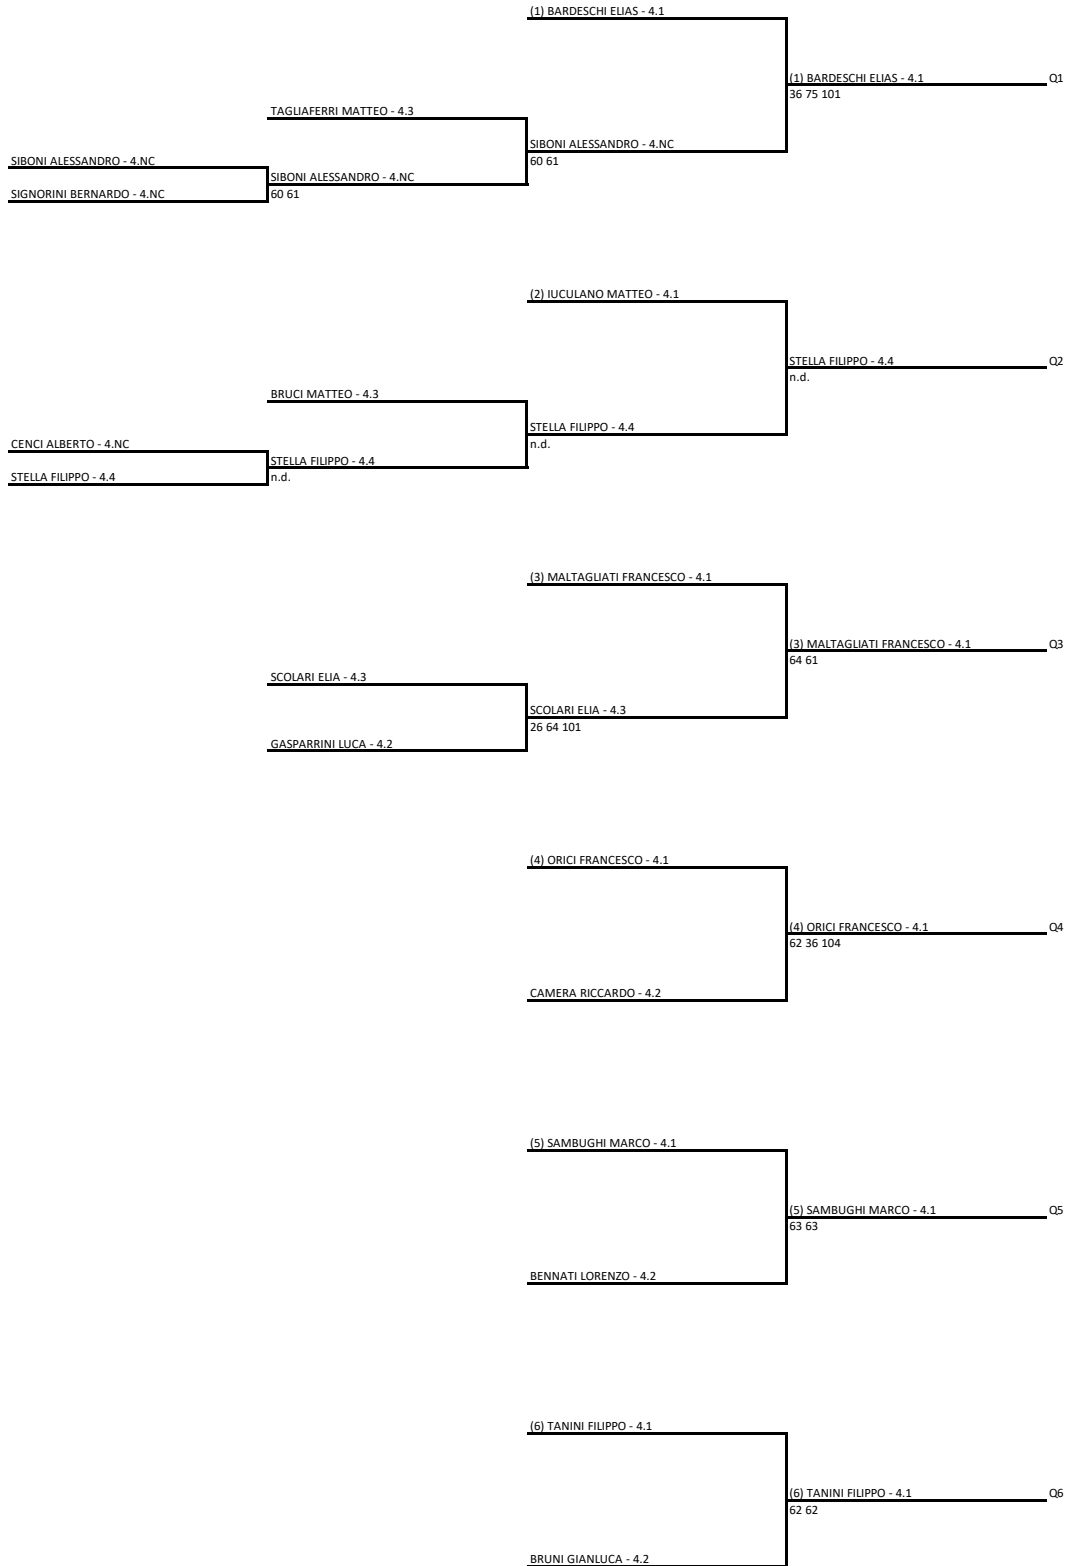 (1) BARDESCHI ELIAS - 4.1
(1) BARDESCHI ELIAS - 4.1 Q1
36 75 101
TAGLIAFERRI MATTEO - 4.3
SIBONI ALESSANDRO - 4.NC
60 61
SIBONI ALESSANDRO - 4.NC
SIBONI ALESSANDRO - 4.NC
60 61
SIGNORINI BERNARDO - 4.NC
(2) IUCULANO MATTEO - 4.1
STELLA FILIPPO - 4.4 Q2
n.d.
BRUCI MATTEO - 4.3
STELLA FILIPPO - 4.4
n.d.
CENCI ALBERTO - 4.NC
STELLA FILIPPO - 4.4
n.d.
STELLA FILIPPO - 4.4
(3) MALTAGLIATI FRANCESCO - 4.1
(3) MALTAGLIATI FRANCESCO - 4.1 Q3
64 61
SCOLARI ELIA - 4.3
SCOLARI ELIA - 4.3
26 64 101
GASPARRINI LUCA - 4.2
(4) ORICI FRANCESCO - 4.1
(4) ORICI FRANCESCO - 4.1 Q4
62 36 104
CAMERA RICCARDO - 4.2
(5) SAMBUGHI MARCO - 4.1
(5) SAMBUGHI MARCO - 4.1 Q5
63 63
BENNATI LORENZO - 4.2
(6) TANINI FILIPPO - 4.1
(6) TANINI FILIPPO - 4.1 Q6
62 62
BRUNI GIANLUCA - 4.2